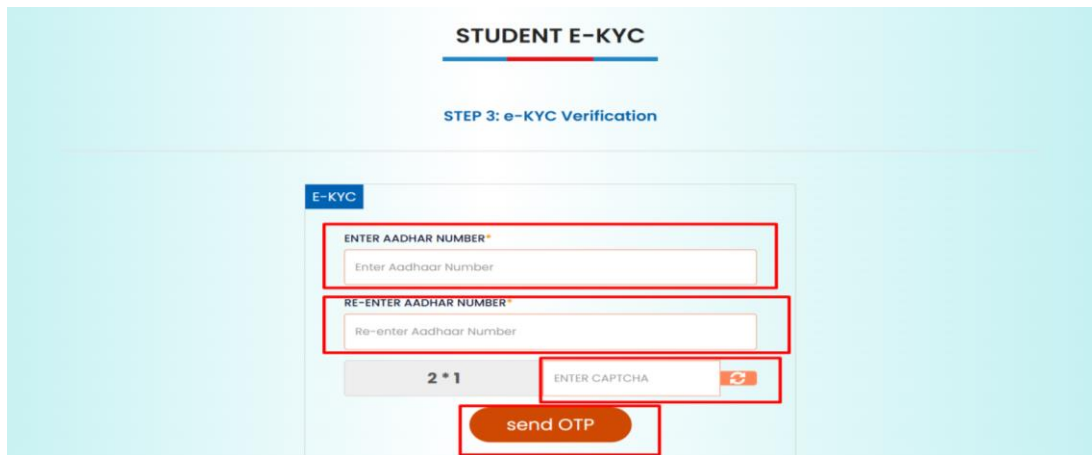 STUDENT E-KYC
STEP 3: e-KYC Verification
E-KYC
ENTER AADHAR NUMBER*
Enter Aadhaar Number
RE-ENTER AADHAR NUMBER*
Re-enter Aadhaar Number
2 * 1 ENTER CAPTCHA
send OTP